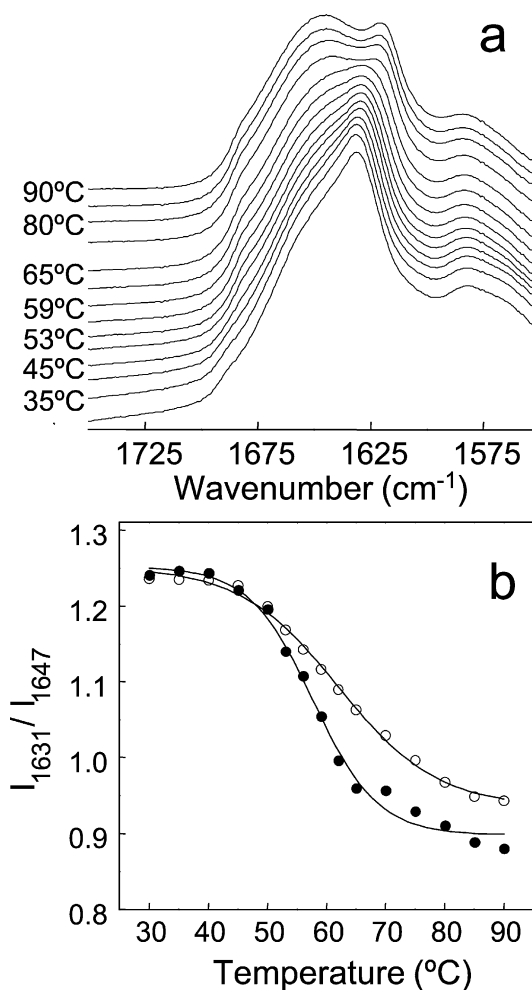 a
90ºC
80ºC
65ºC
59ºC
53ºC
45ºC
35ºC
1725 1675 1625 1575
Wavenumber (cm-1)
b
1.3
1.2
1.1
1.0
0.9
0.8
I1631/ I1647
30 40 50 60 70 80 90
Temperature (ºC)